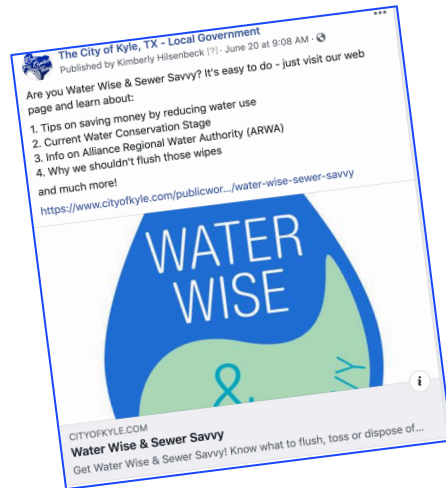 The City of Kyle, TX - Local Government
Published by Kimberly Hilsenbeck [?] · June 20 at 9:08 AM ·
Are you Water Wise & Sewer Savvy? It's easy to do - just visit our web
page and learn about:
1. Tips on saving money by reducing water use
2. Current Water Conservation Stage
3. Info on Alliance Regional Water Authority (ARWA)
4. Why we shouldn't flush those wipes
and much more!
https://www.cityofkyle.com/publicwor.../water-wise-sewer-savvy
WATER
WISE
&
VY
CITYOFKYLE.COM
Water Wise & Sewer Savvy
Get Water Wise & Sewer Savvy! Know what to flush, toss or dispose of...